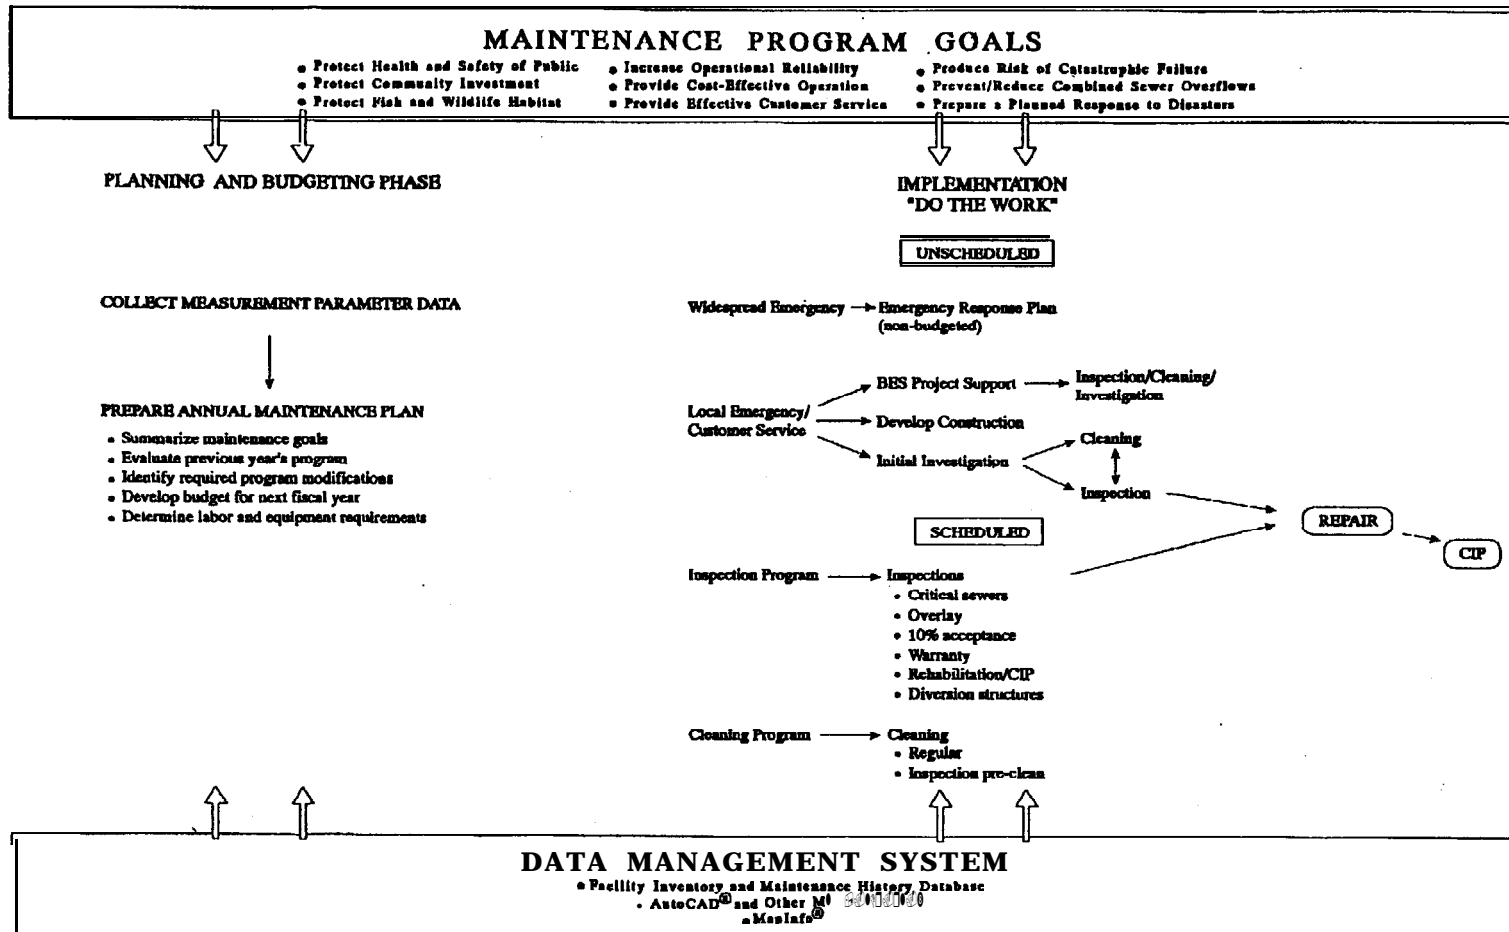 MAINTENANCE PROGRAM GOALS
• Protect Health and Safety of Public
• Protect Community Investment
• Protect Fish and Wildlife Habitat
• Increase Operational Reliability
• Provide Cost-Effective Operation
• Provide Effective Customer Service
• Produce Risk of Catastrophic Failure
• Prevent/Reduce Combined Sewer Overflows
• Prepare a Planned Response to Disasters
PLANNING AND BUDGETING PHASE
COLLECT MEASUREMENT PARAMETER DATA
PREPARE ANNUAL MAINTENANCE PLAN
• Summarize maintenance goals
• Evaluate previous year's program
• Identify required program modifications
• Develop budget for next fiscal year
• Determine labor and equipment requirements
IMPLEMENTATION
"DO THE WORK"
UNSCHEDULED
Widespread Emergency
Emergency Response Plan
(non-budgeted)
Local Emergency/
Customer Service
BES Project Support
Inspection/Cleaning/
Investigation
Develop Construction
Initial Investigation
Cleaning
Inspection
REPAIR
CIP
SCHEDULED
Inspection Program
Inspections
• Critical sewers
• Overlay
• 10% acceptance
• Warranty
• Rehabilitation/CIP
• Diversion structures
Cleaning Program
Cleaning
• Regular
• Inspection pre-clean
DATA MANAGEMENT SYSTEM
• Facility Inventory and Maintenance History Database
• AutoCAD® and Other
• MapInfo®